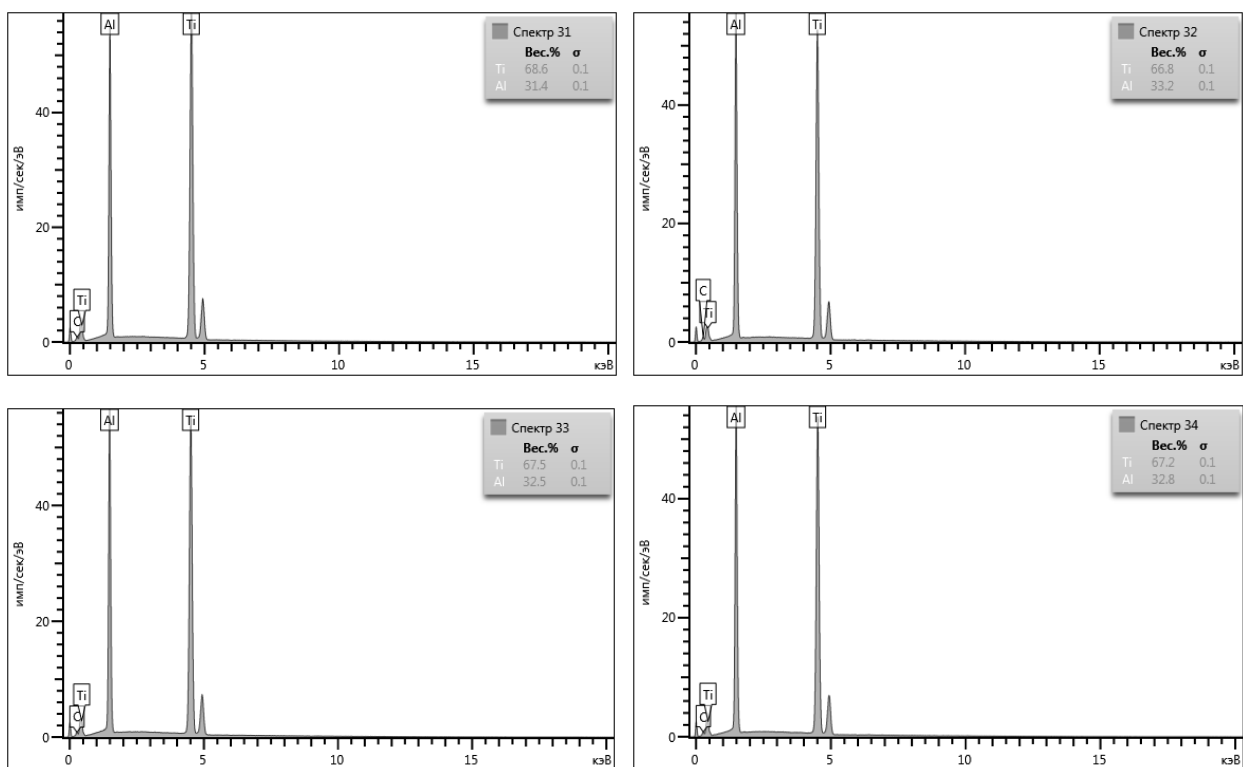 Al Ti
Спектр 31
Вес.% σ
Ti 68.6 0.1
Al 31.4 0.1
имп/сек/эВ
40
20
0
Ti
C
0 5 10 15 кэВ
Al Ti
Спектр 32
Вес.% σ
Ti 66.8 0.1
Al 33.2 0.1
имп/сек/эВ
40
20
0
C
Ti
0 5 10 15 кэВ
Al Ti
Спектр 33
Вес.% σ
Ti 67.5 0.1
Al 32.5 0.1
имп/сек/эВ
40
20
0
Ti
C
0 5 10 15 кэВ
Al Ti
Спектр 34
Вес.% σ
Ti 67.2 0.1
Al 32.8 0.1
имп/сек/эВ
40
20
0
Ti
C
0 5 10 15 кэВ